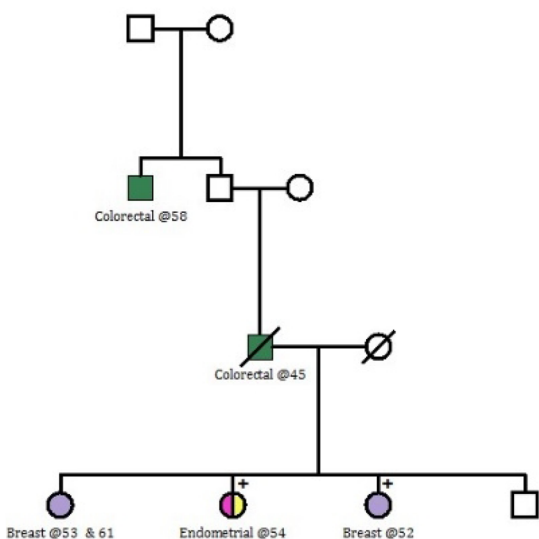 Colorectal @58
Colorectal @45
+ +
Breast @53 & 61 Endometrial @54 Breast @52